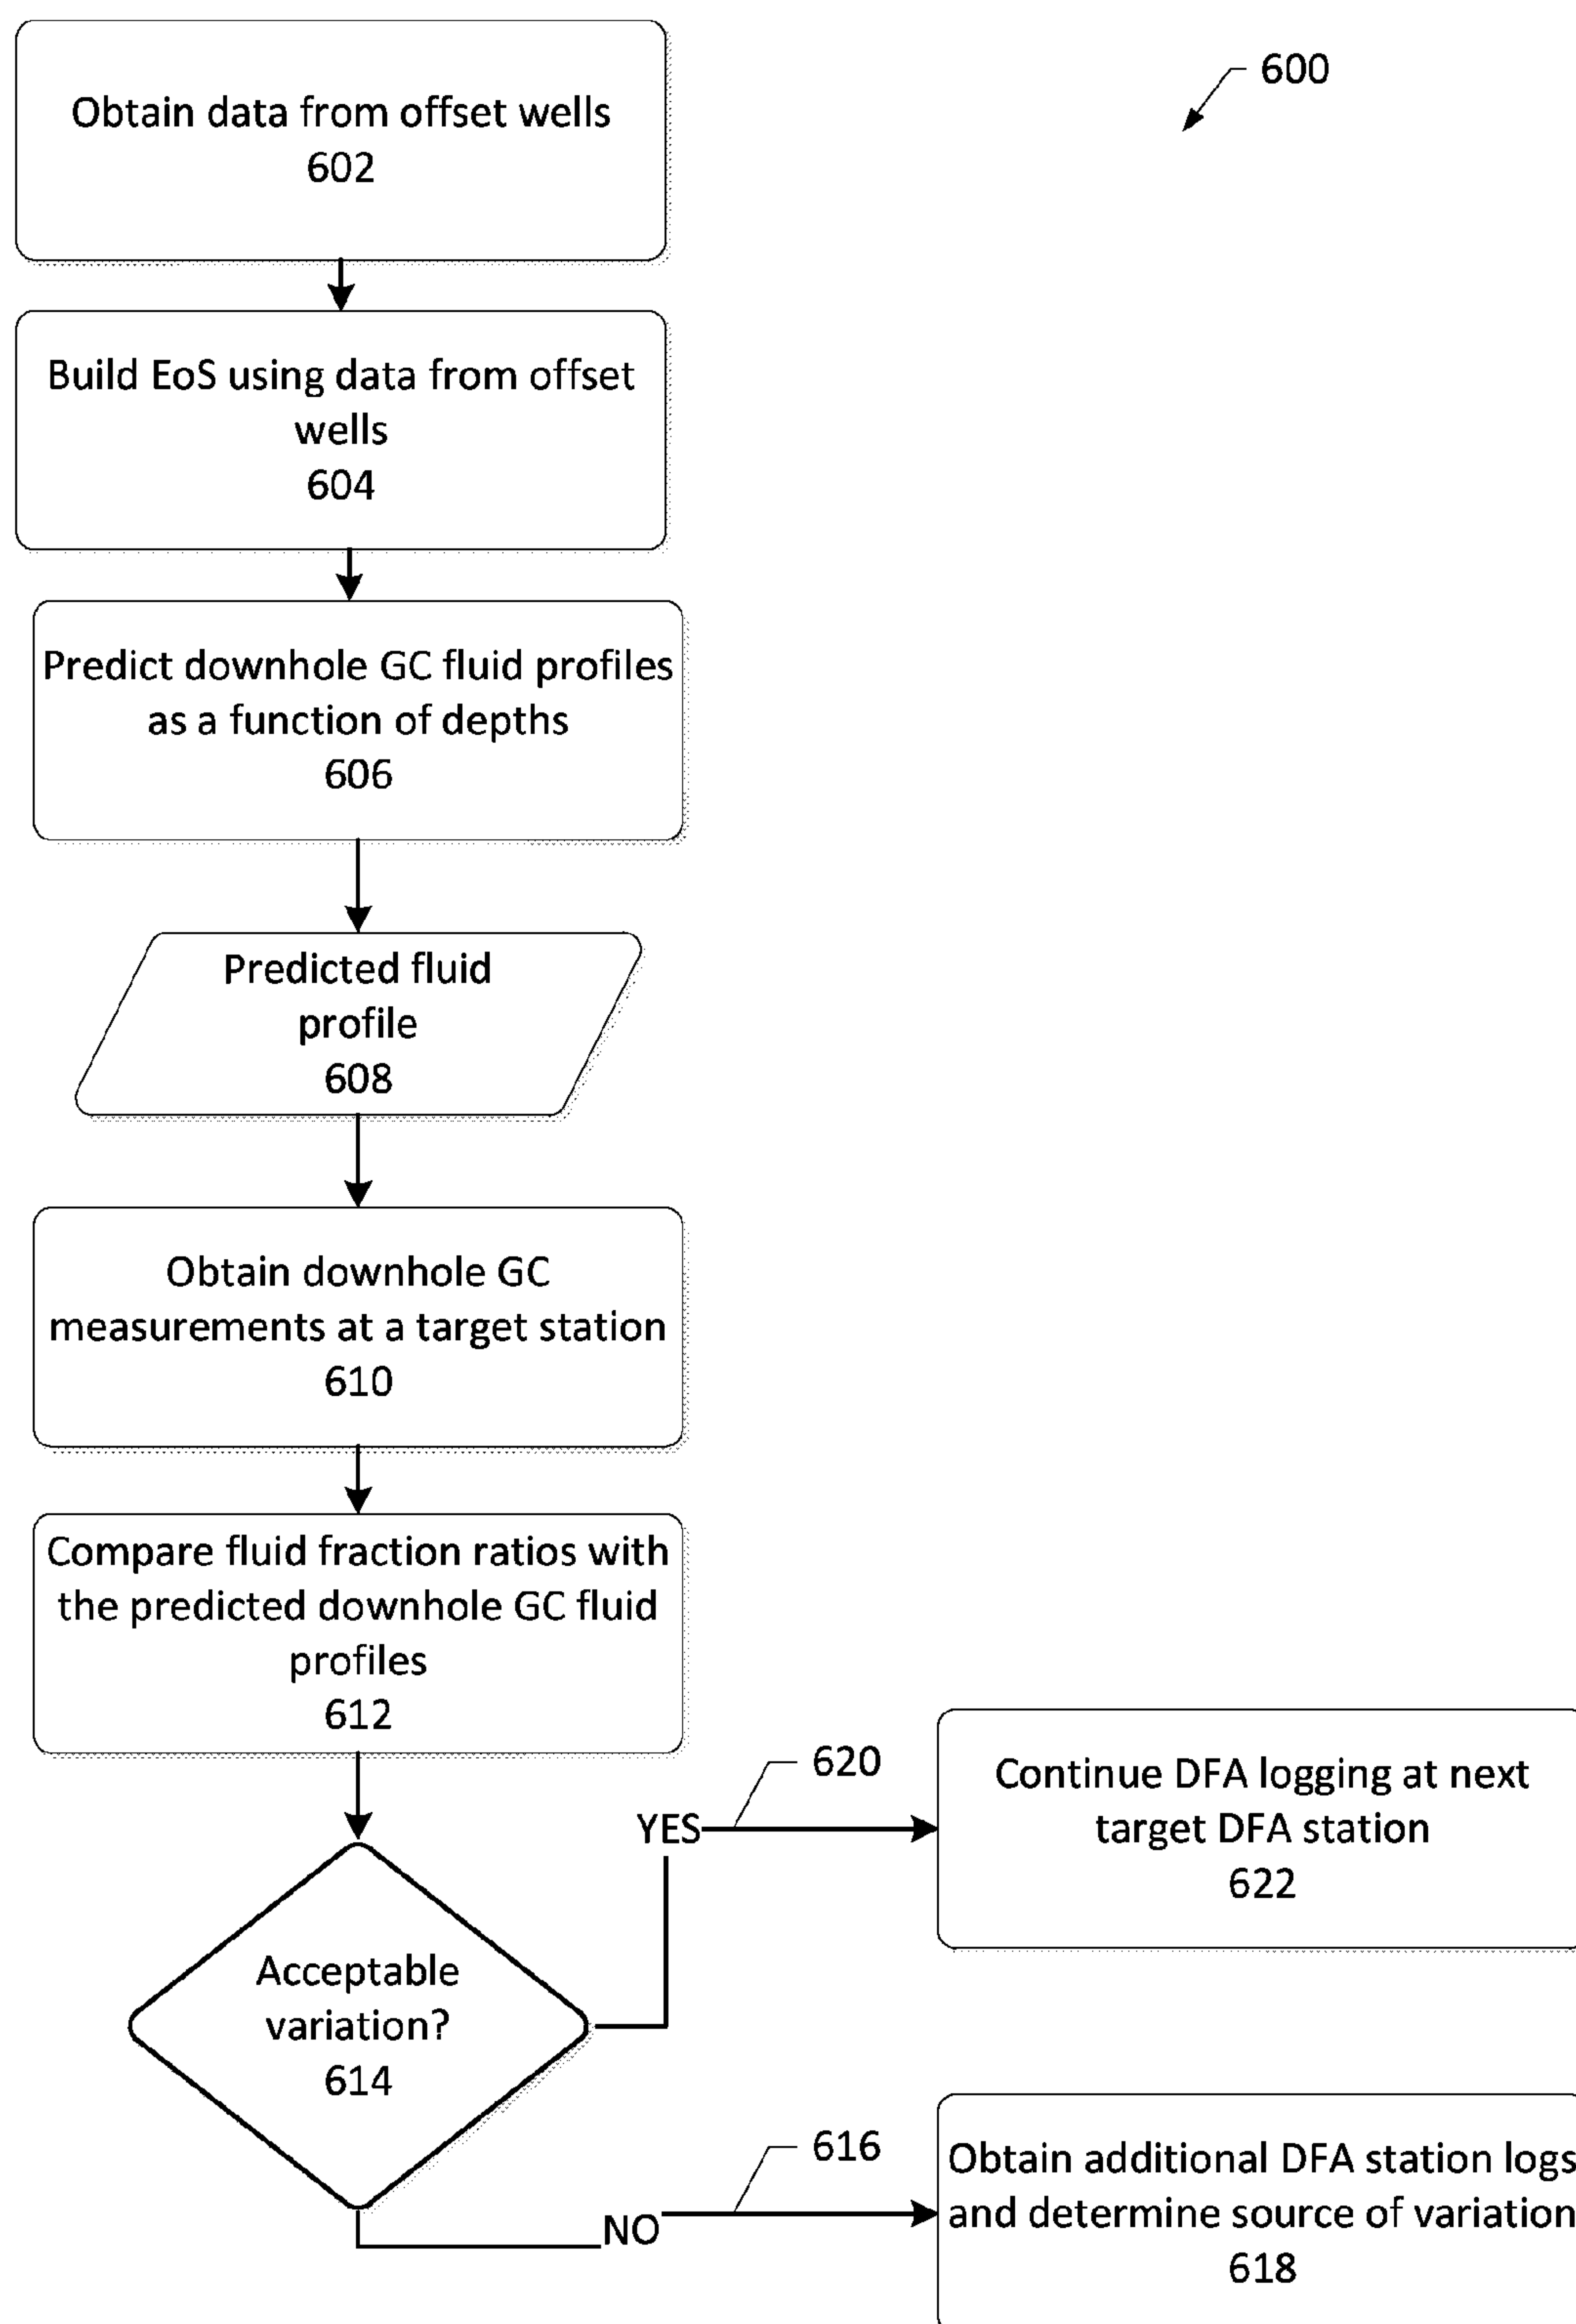 600
Obtain data from offset wells
602
Build EoS using data from offset
wells
604
Predict downhole GC fluid profiles
as a function of depths
606
Predicted fluid
profile
608
Obtain downhole GC
measurements at a target station
610
Compare fluid fraction ratios with
the predicted downhole GC fluid
profiles
612
Acceptable
variation?
614
YES
620
Continue DFA logging at next
target DFA station
622
NO
616
Obtain additional DFA station logs
and determine source of variation
618